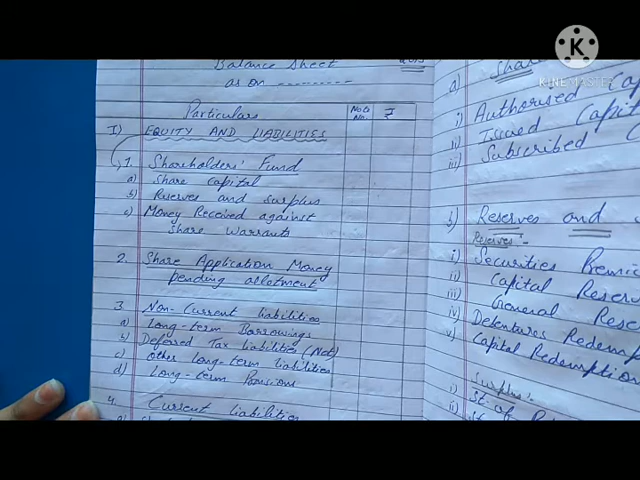 Balance Sheet
as on ----------
Particulars
Note No.
₹
I) EQUITY AND LIABILITIES
1. Shareholders' Fund
a) Share Capital
b) Reserves and Surplus
c) Money Received against
Share Warrants
2. Share Application Money
pending allotment
3. Non-Current liabilities
a) Long-term Borrowings
b) Deferred Tax liabilities (Net)
c) Other long-term liabilities
d) Long-term Provisions
4. Current liabilities
a) Share
i) Authorised Capi
ii) Issued Capit
iii) Subscribed
b) Reserves and
Reserves:-
i) Securities Premi
ii) Capital Reser
iii) General Rese
iv) Debentures Redemp
v) Capital Redemption
Surplus:
i) St. of
ii) St.
KINEMASTER